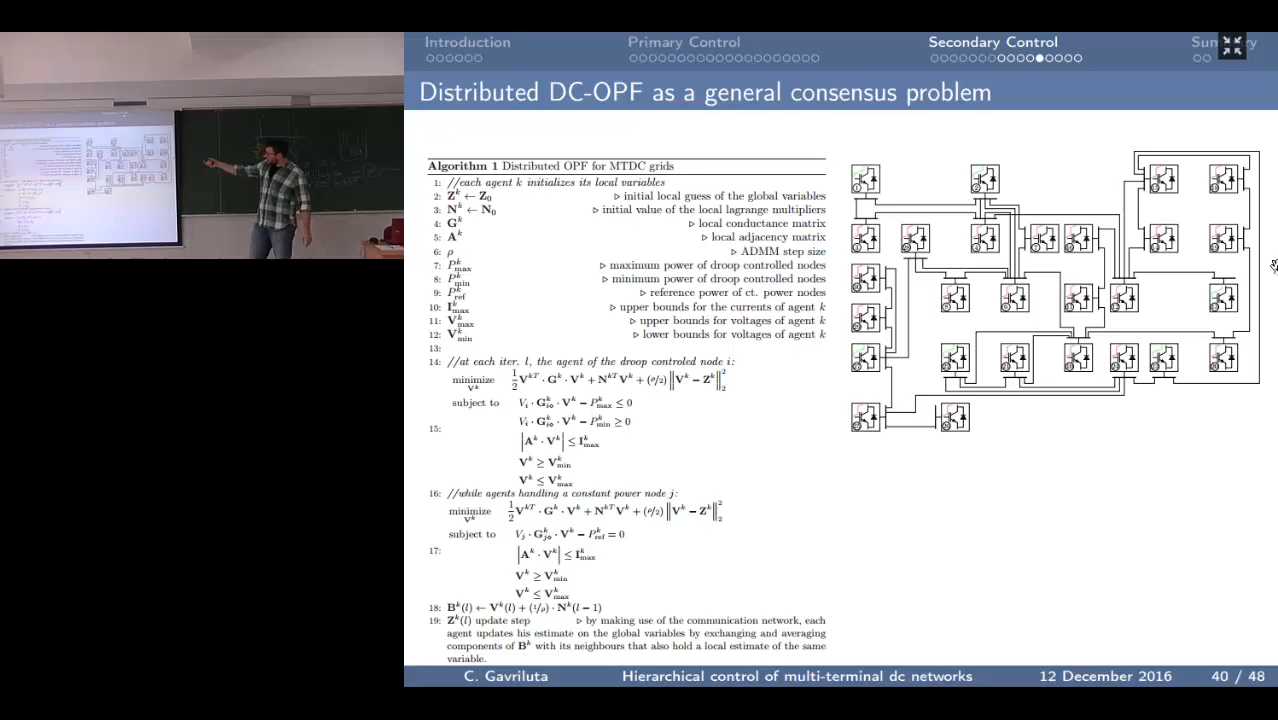 Introduction
Primary Control
Secondary Control
Distributed DC-OPF as a general consensus problem
Algorithm 1 Distributed OPF for MTDC grids
1: //each agent k initializes its local variables
2: Z^k ← Z_0 ▷ initial local guess of the global variables
3: N^k ← N_0 ▷ initial value of the local lagrange multipliers
4: G^k ▷ local conductance matrix
5: A^k ▷ local adjacency matrix
6: ρ ▷ ADMM step size
7: P^k_max ▷ maximum power of droop controlled nodes
8: P^k_min ▷ minimum power of droop controlled nodes
9: P^k_ref ▷ reference power of ct. power nodes
10: I^k_max ▷ upper bounds for the currents of agent k
11: V^k_max ▷ upper bounds for voltages of agent k
12: V^k_min ▷ lower bounds for voltages of agent k
13:
14: //at each iter. l, the agent of the droop controled node i:
minimize_{V^k} 1/2 V^{kT} · G^k · V^k + N^{kT} V^k + (ρ/2) ‖V^k − Z^k‖^2_2
subject to V_i · G^k_{i∘} · V^k − P^k_max ≤ 0
V_i · G^k_{i∘} · V^k − P^k_min ≥ 0
15:
|A^k · V^k| ≤ I^k_max
V^k ≥ V^k_min
V^k ≤ V^k_max
16: //while agents handling a constant power node j:
minimize_{V^k} 1/2 V^{kT} · G^k · V^k + N^{kT} V^k + (ρ/2) ‖V^k − Z^k‖^2_2
subject to V_j · G^k_{j∘} · V^k − P^k_ref = 0
17:
|A^k · V^k| ≤ I^k_max
V^k ≥ V^k_min
V^k ≤ V^k_max
18: B^k(l) ← V^k(l) + (1/ρ) · N^k(l − 1)
19: Z^k(l) update step ▷ by making use of the communication network, each
agent updates his estimate on the global variables by exchanging and averaging
components of B^k with its neighbours that also hold a local estimate of the same
variable.
C. Gavriluta
Hierarchical control of multi-terminal dc networks
12 December 2016
40 / 48